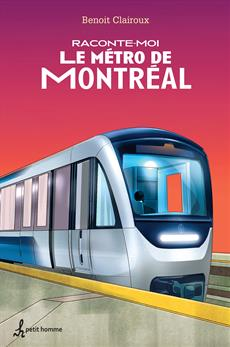 Benoit Clairoux
RACONTE-MOI
LE MÉTRO DE
MONTRÉAL
petit homme